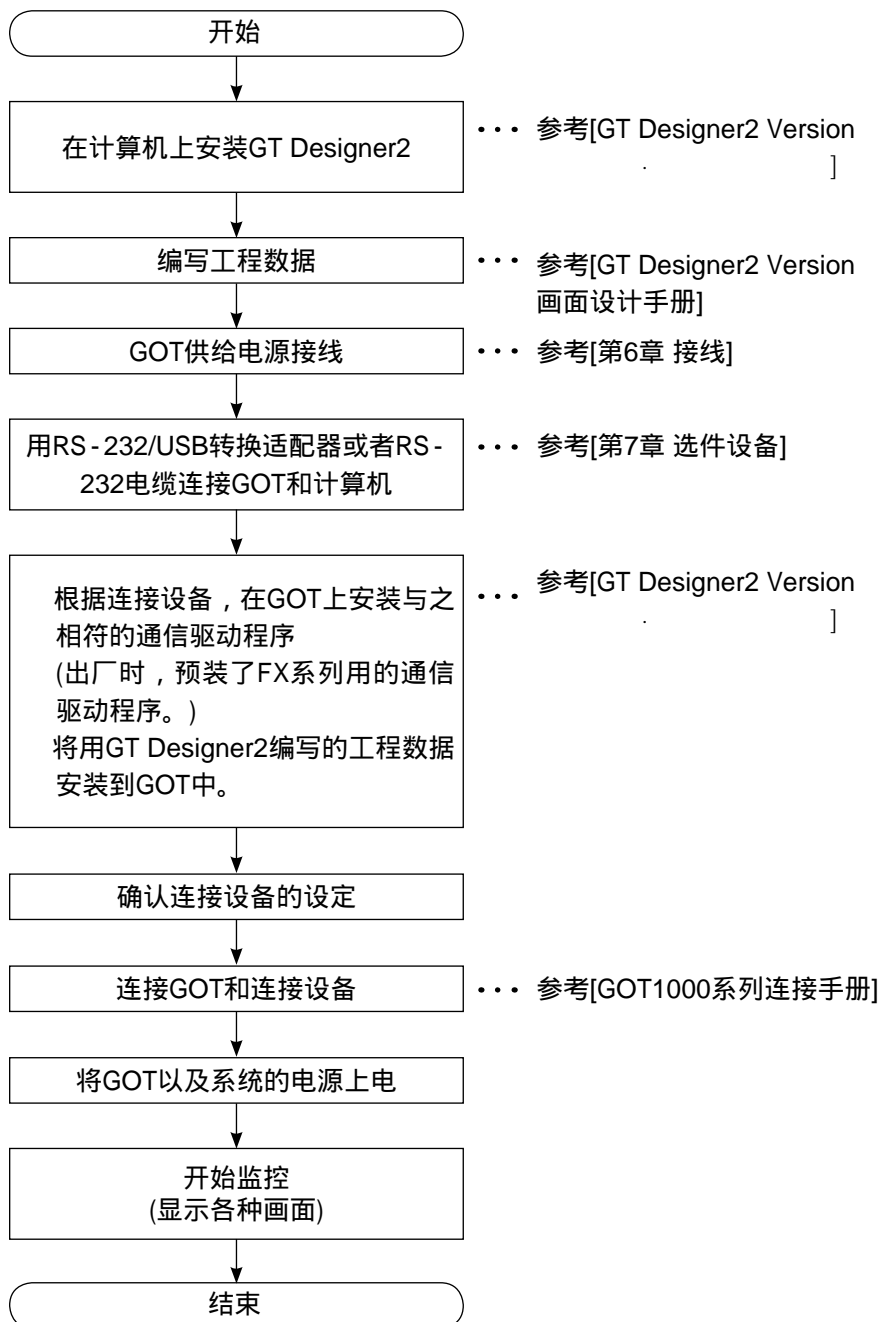 开始
在计算机上安装GT Designer2
··· 参考[GT Designer2 Version
· ]
编写工程数据
··· 参考[GT Designer2 Version
画面设计手册]
GOT供给电源接线
··· 参考[第6章 接线]
用RS-232/USB转换适配器或者RS-
232电缆连接GOT和计算机
··· 参考[第7章 选件设备]
根据连接设备，在GOT上安装与之
相符的通信驱动程序
(出厂时，预装了FX系列用的通信
驱动程序。)
将用GT Designer2编写的工程数据
安装到GOT中。
··· 参考[GT Designer2 Version
· ]
确认连接设备的设定
连接GOT和连接设备
··· 参考[GOT1000系列连接手册]
将GOT以及系统的电源上电
开始监控
(显示各种画面)
结束